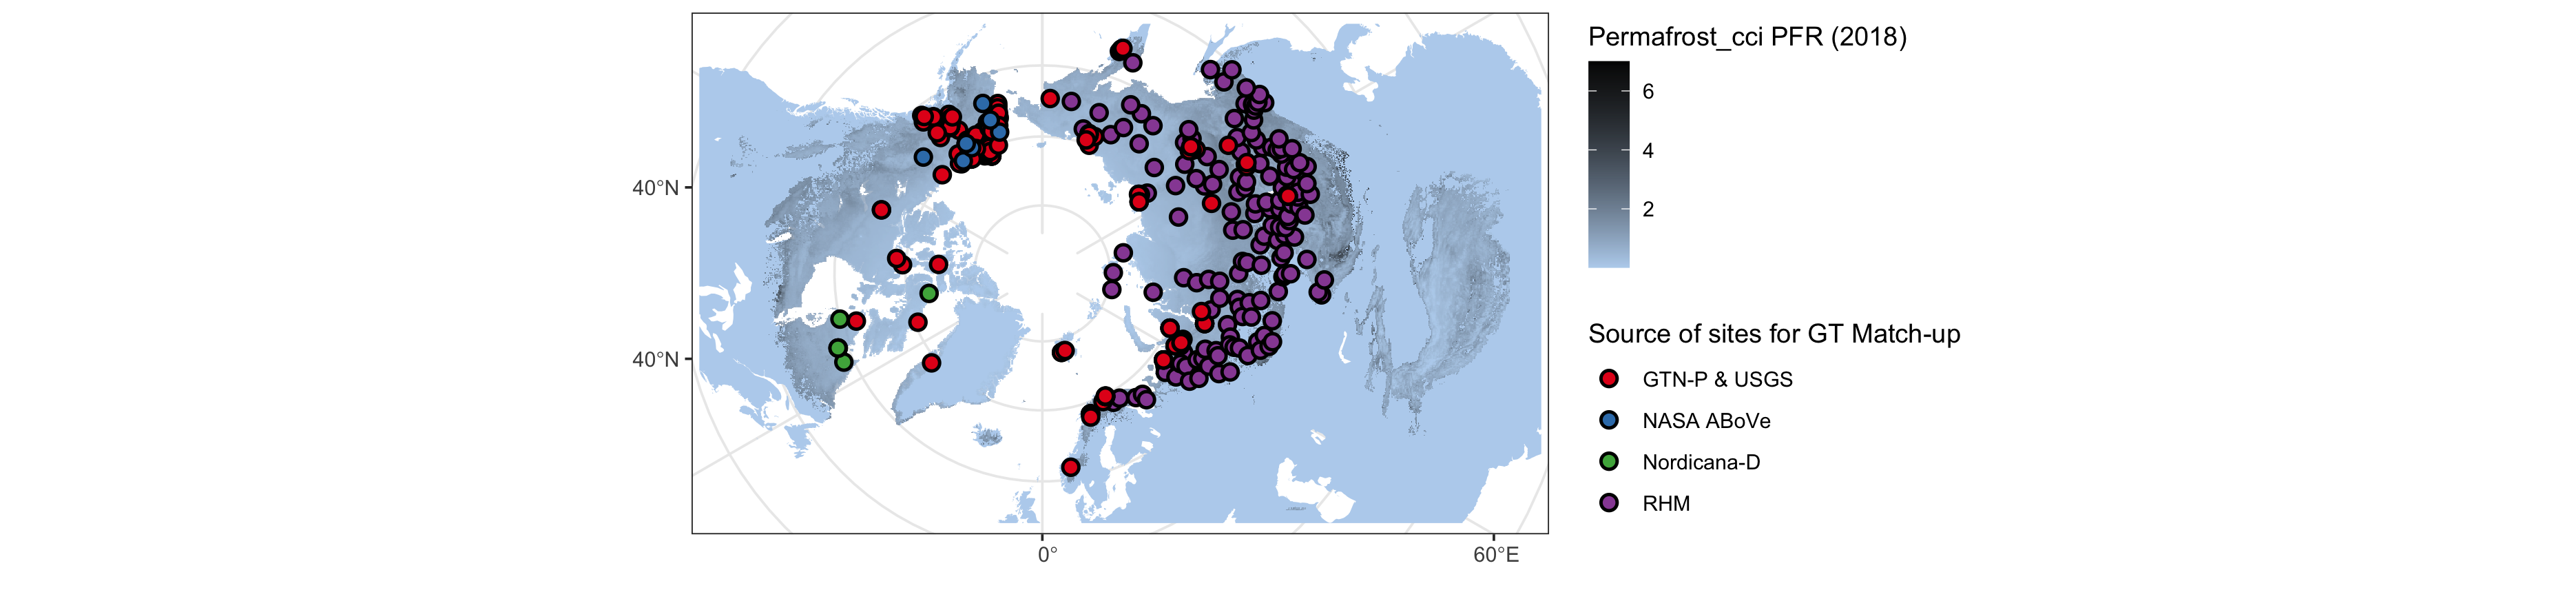 Permafrost_cci PFR (2018)
6
4
2
40°N
40°N
0°
60°E
Source of sites for GT Match-up
GTN-P & USGS
NASA ABoVe
Nordicana-D
RHM